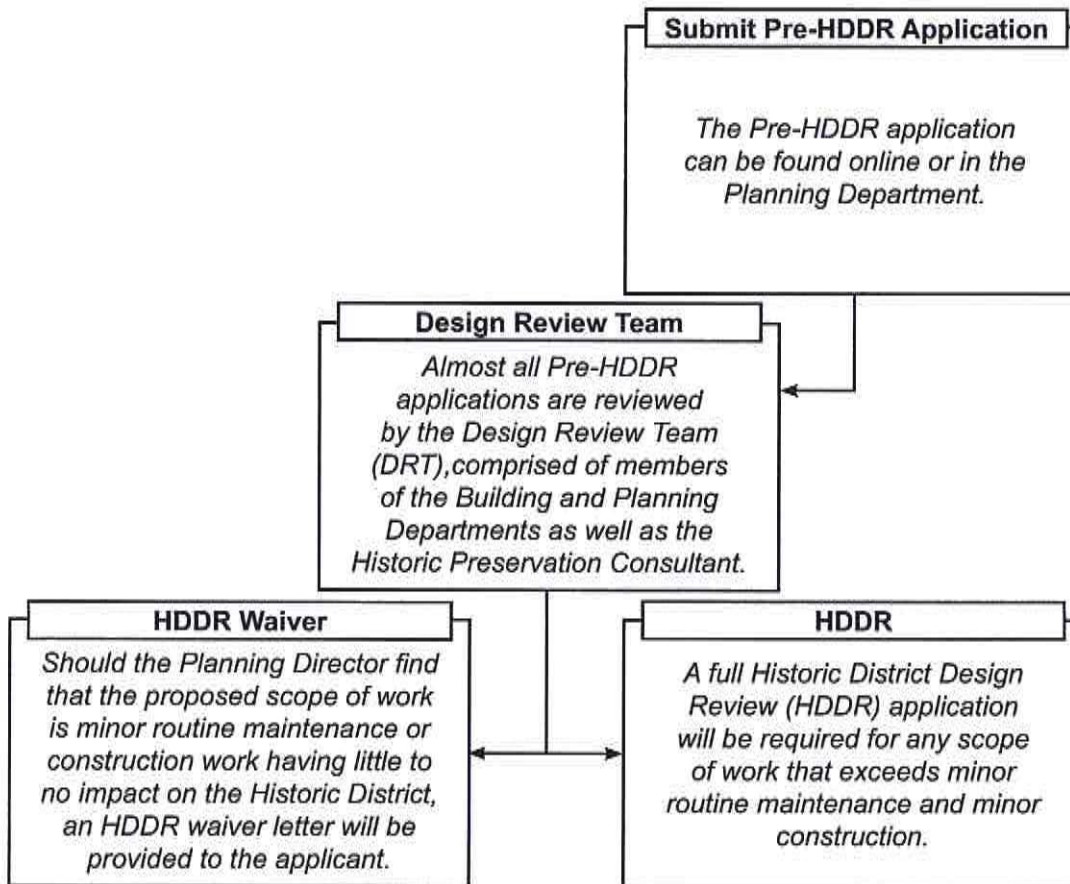 Submit Pre-HDDR Application
The Pre-HDDR application
can be found online or in the
Planning Department.
Design Review Team
Almost all Pre-HDDR
applications are reviewed
by the Design Review Team
(DRT),comprised of members
of the Building and Planning
Departments as well as the
Historic Preservation Consultant.
HDDR Waiver
Should the Planning Director find
that the proposed scope of work
is minor routine maintenance or
construction work having little to
no impact on the Historic District,
an HDDR waiver letter will be
provided to the applicant.
HDDR
A full Historic District Design
Review (HDDR) application
will be required for any scope
of work that exceeds minor
routine maintenance and minor
construction.